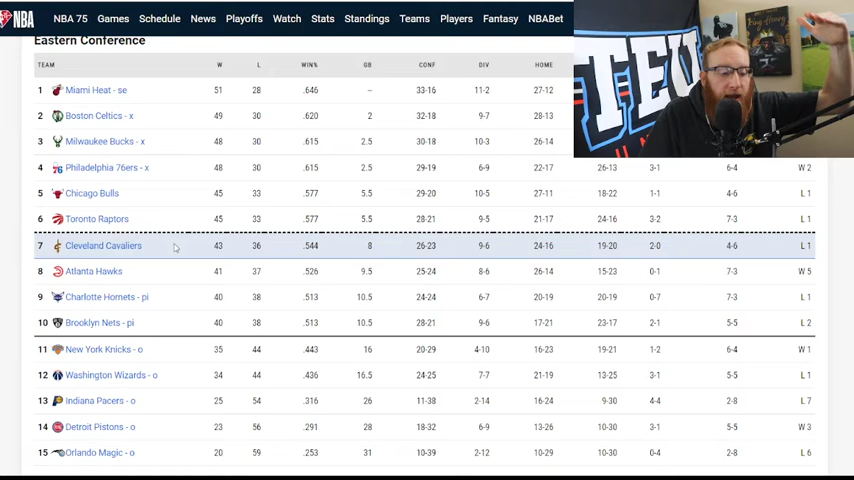 NBA NBA 75 Games Schedule News Playoffs Watch Stats Standings Teams Players Fantasy NBABet
Eastern Conference
TEAM W L WIN% GB CONF DIV HOME
1 Miami Heat - se 51 28 .646 – 33-16 11-2 27-12
2 Boston Celtics - x 49 30 .620 2 32-18 9-7 28-13
3 Milwaukee Bucks - x 48 30 .615 2.5 30-18 10-3 26-14
4 Philadelphia 76ers - x 48 30 .615 2.5 29-19 6-9 22-17 26-13 3-1 6-4 W 2
5 Chicago Bulls 45 33 .577 5.5 29-20 10-5 27-11 18-22 1-1 4-6 L 1
6 Toronto Raptors 45 33 .577 5.5 28-21 9-5 21-17 24-16 3-2 7-3 W 1
7 Cleveland Cavaliers 43 36 .544 8 26-23 9-6 24-16 19-20 2-0 4-6 L 1
8 Atlanta Hawks 41 37 .526 9.5 25-24 8-6 26-14 15-23 0-1 7-3 W 5
9 Charlotte Hornets - pi 40 38 .513 10.5 24-24 6-7 20-19 20-19 0-7 7-3 L 1
10 Brooklyn Nets - pi 40 38 .513 10.5 28-21 9-6 17-21 23-17 2-1 5-5 L 2
11 New York Knicks - o 35 44 .443 16 20-29 4-10 16-23 19-21 1-2 6-4 W 1
12 Washington Wizards - o 34 44 .436 16.5 24-25 7-7 21-19 13-25 3-1 5-5 L 1
13 Indiana Pacers - o 25 54 .316 26 11-38 2-14 16-24 9-30 4-4 2-8 L 7
14 Detroit Pistons - o 23 56 .291 28 18-32 6-9 13-26 10-30 3-1 5-5 W 3
15 Orlando Magic - o 20 59 .253 31 10-39 2-12 10-29 10-30 0-4 2-8 L 6